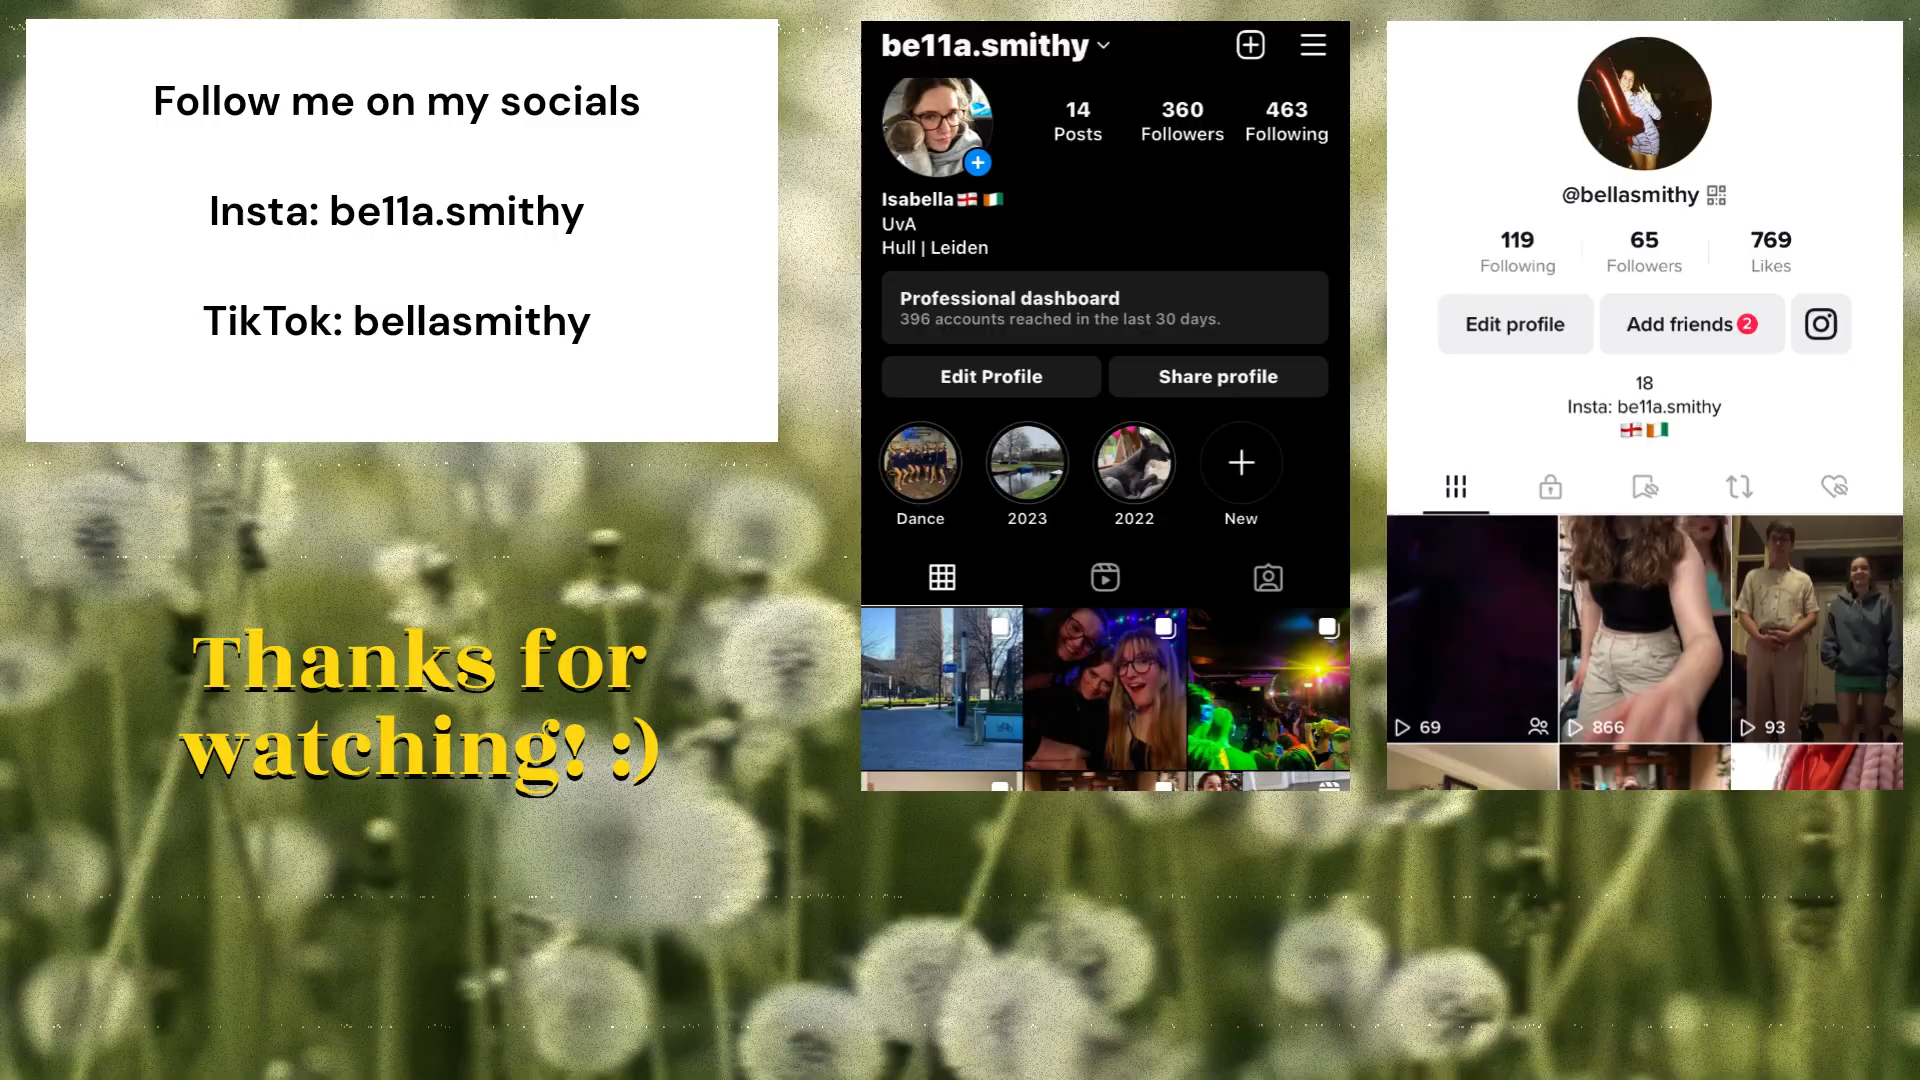 Follow me on my socials
Insta: be11a.smithy
TikTok: bellasmithy
Thanks for
watching! :)
be11a.smithy
14 360 463
Posts Followers Following
Isabella🏴󠁧󠁢󠁥󠁮󠁧󠁿 🇮🇪
UvA
Hull | Leiden
Professional dashboard
396 accounts reached in the last 30 days.
Edit Profile Share profile
Dance 2023 2022 New
@bellasmithy
119 65 769
Following Followers Likes
Edit profile Add friends 2
18
Insta: be11a.smithy
🏴󠁧󠁢󠁥󠁮󠁧󠁿 🇮🇪
69 866 93